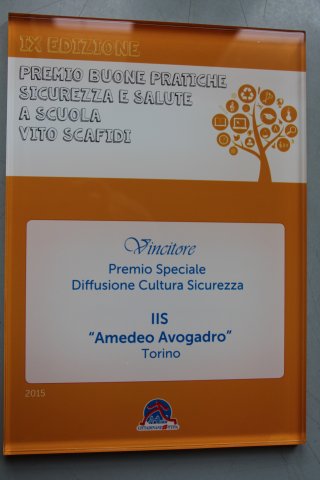 IX EDIZIONE
PREMIO BUONE PRATICHE
SICUREZZA E SALUTE
A SCUOLA
VITO SCAFIDI
Vincitore
Premio Speciale
Diffusione Cultura Sicurezza
IIS
"Amedeo Avogadro"
Torino
2015
CITTADINANZATTIVA